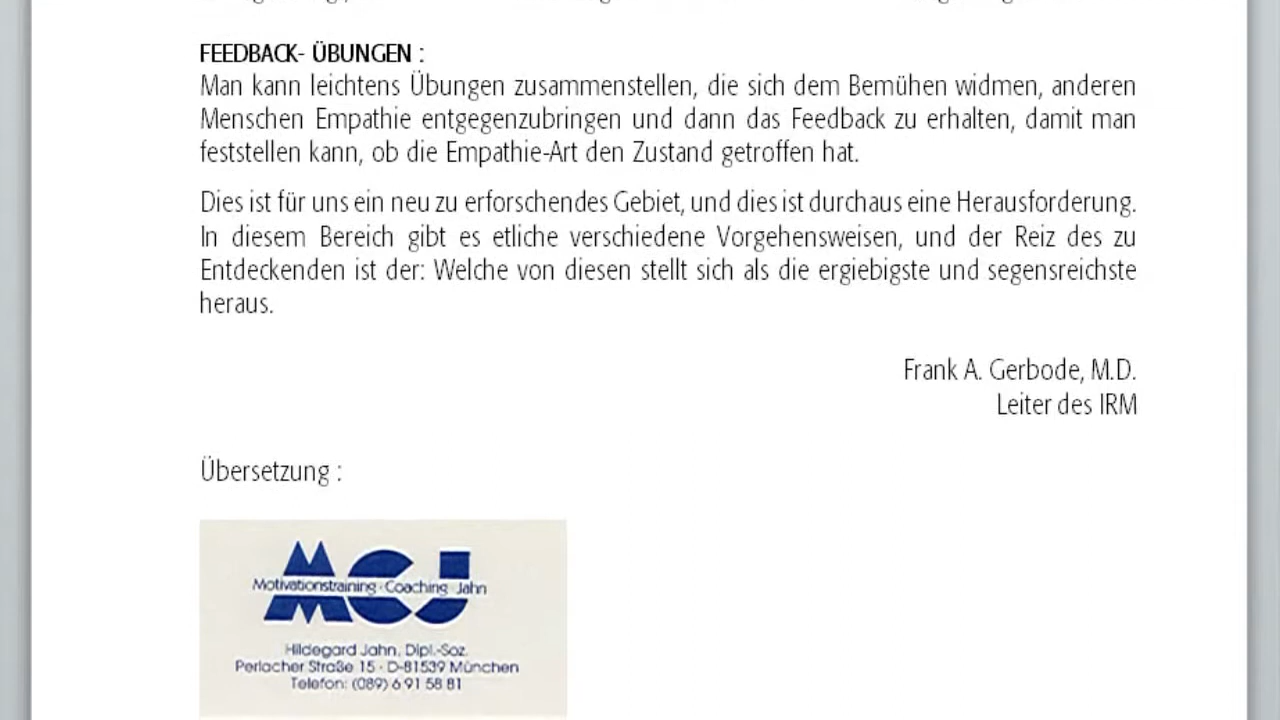 FEEDBACK- ÜBUNGEN :
Man kann leichtens Übungen zusammenstellen, die sich dem Bemühen widmen, anderen
Menschen Empathie entgegenzubringen und dann das Feedback zu erhalten, damit man
feststellen kann, ob die Empathie-Art den Zustand getroffen hat.
Dies ist für uns ein neu zu erforschendes Gebiet, und dies ist durchaus eine Herausforderung.
In diesem Bereich gibt es etliche verschiedene Vorgehensweisen, und der Reiz des zu
Entdeckenden ist der: Welche von diesen stellt sich als die ergiebigste und segensreichste
heraus.
Frank A. Gerbode, M.D.
Leiter des IRM
Übersetzung :
MCJ
Motivationstraining · Coaching · Jahn
Hildegard Jahn, Dipl.-Soz.
Perlacher Straße 15 · D-81539 München
Telefon: (089) 6 91 58 81